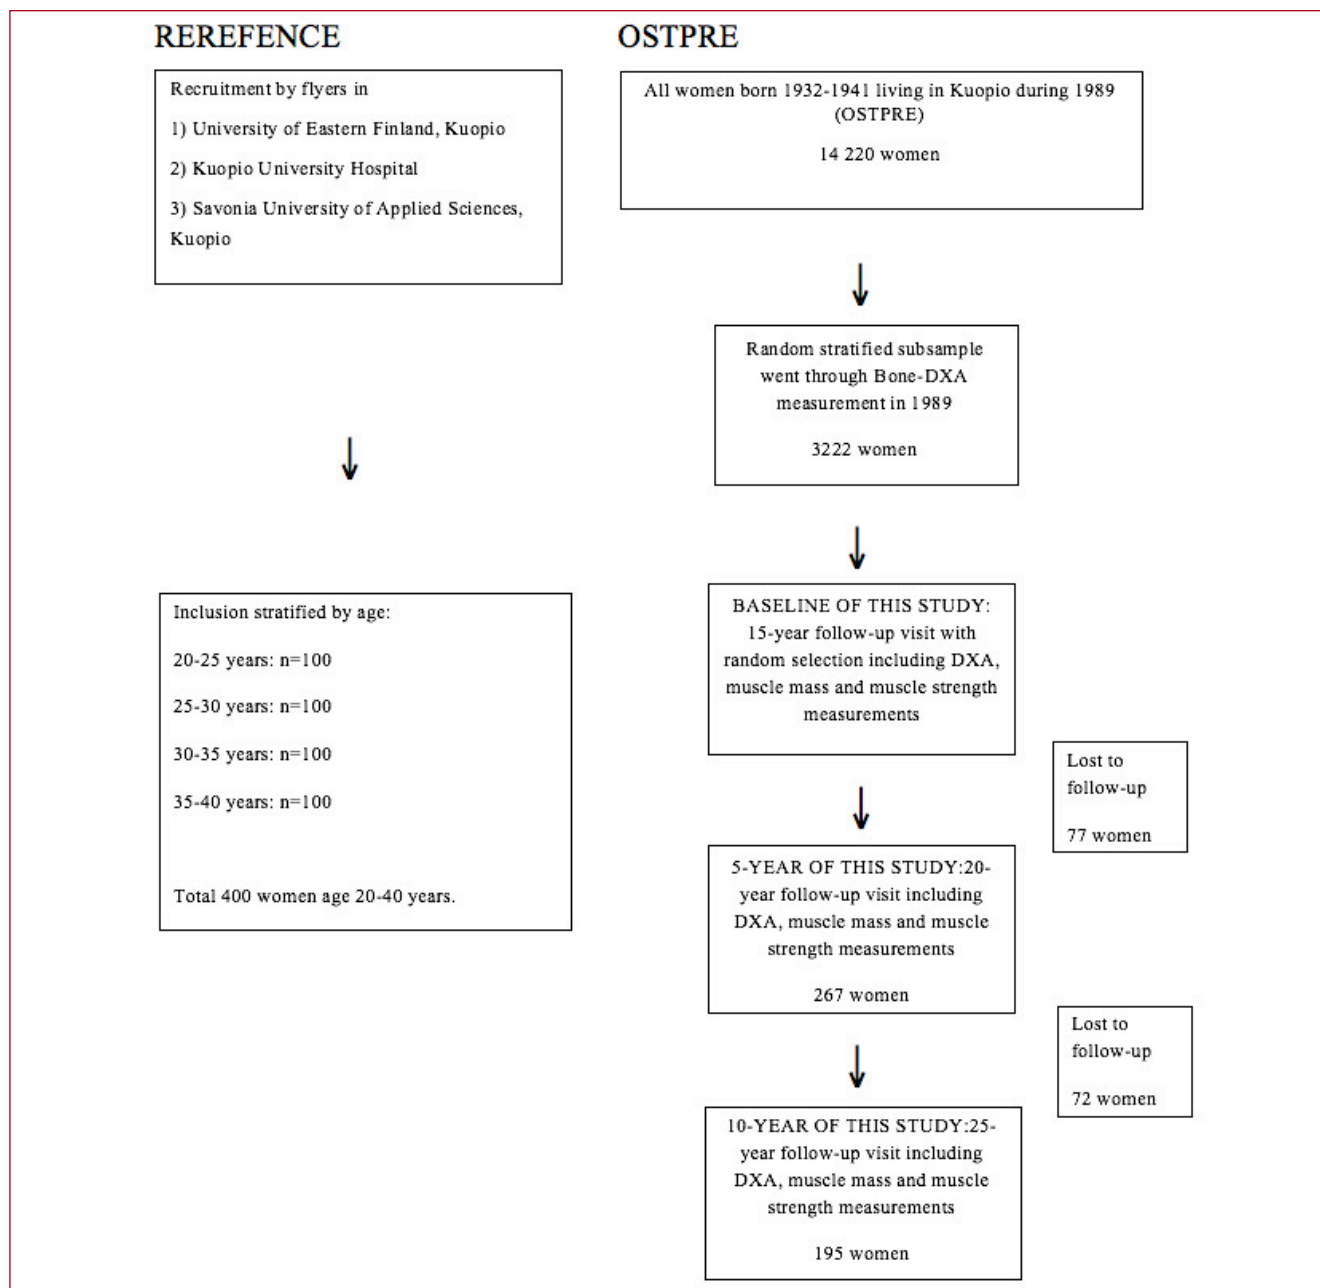 REREFENCE
Recruitment by flyers in
1) University of Eastern Finland, Kuopio
2) Kuopio University Hospital
3) Savonia University of Applied Sciences,
Kuopio
Inclusion stratified by age:
20-25 years: n=100
25-30 years: n=100
30-35 years: n=100
35-40 years: n=100
Total 400 women age 20-40 years.
OSTPRE
All women born 1932-1941 living in Kuopio during 1989
(OSTPRE)
14 220 women
Random stratified subsample
went through Bone-DXA
measurement in 1989
3222 women
BASELINE OF THIS STUDY:
15-year follow-up visit with
random selection including DXA,
muscle mass and muscle strength
measurements
Lost to
follow-up
77 women
5-YEAR OF THIS STUDY:20-
year follow-up visit including
DXA, muscle mass and muscle
strength measurements
267 women
Lost to
follow-up
72 women
10-YEAR OF THIS STUDY:25-
year follow-up visit including
DXA, muscle mass and muscle
strength measurements
195 women